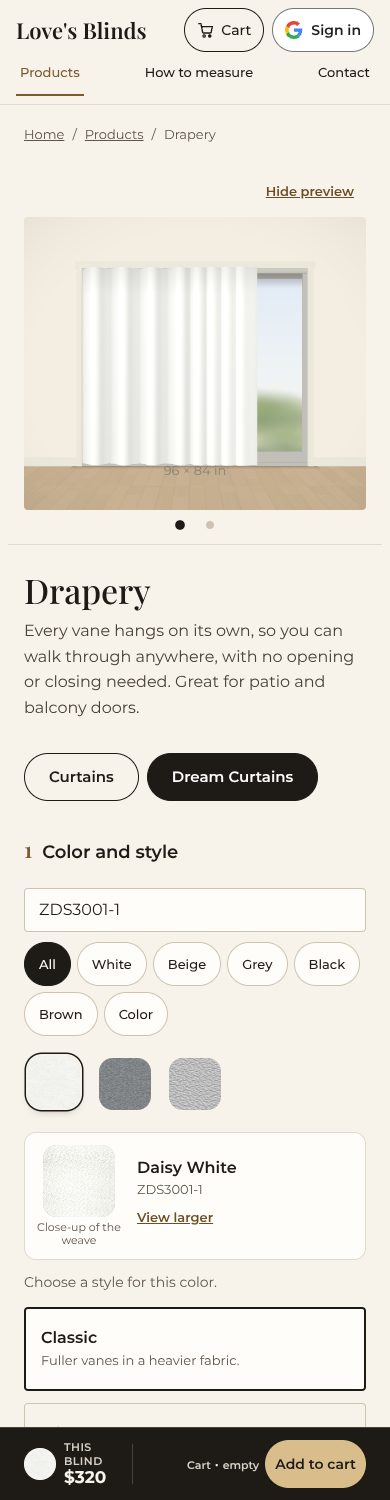 Love's Blinds
Cart
Sign in
Products
How to measure
Contact
Home / Products / Drapery
Hide preview
96 × 84 in
Drapery
Every vane hangs on its own, so you can
walk through anywhere, with no opening
or closing needed. Great for patio and
balcony doors.
Curtains
Dream Curtains
1 Color and style
ZDS3001-1
All
White
Beige
Grey
Black
Brown
Color
Daisy White
ZDS3001-1
View larger
Close-up of the
weave
Choose a style for this color.
Classic
Fuller vanes in a heavier fabric.
THIS
BLIND
$320
Cart • empty
Add to cart